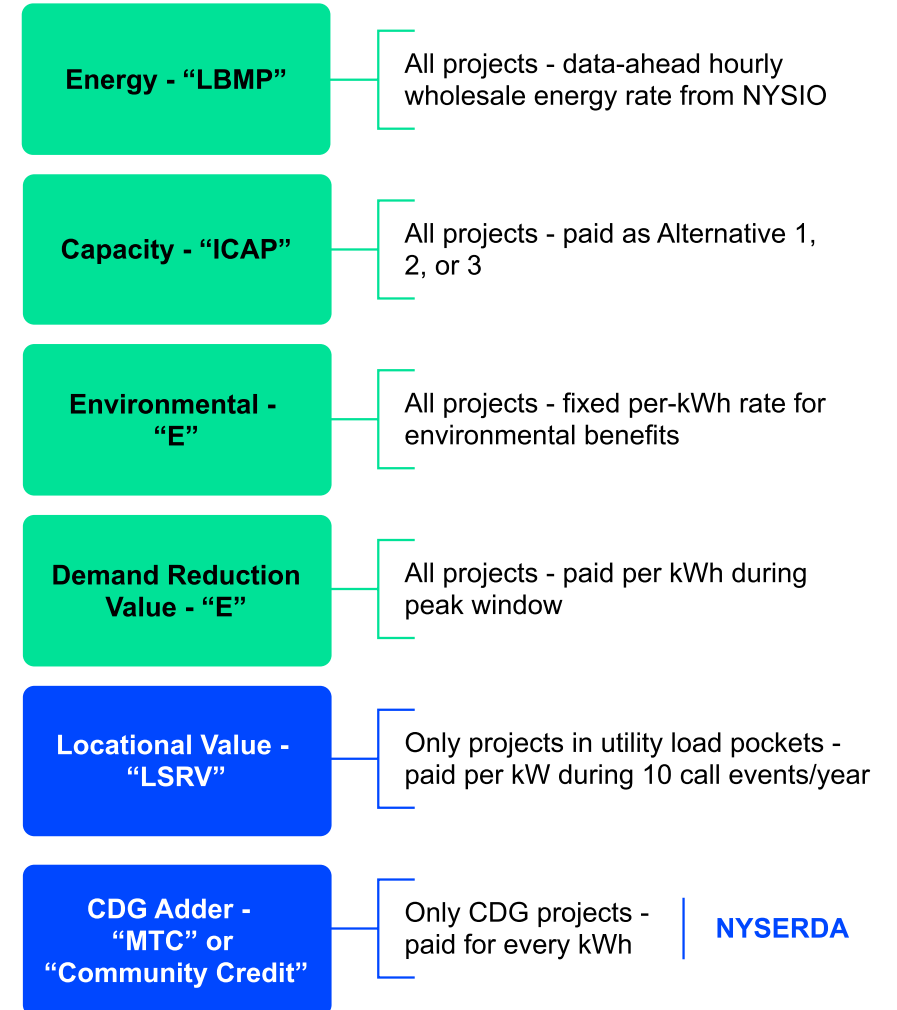 Energy - “LBMP”
All projects - data-ahead hourly
wholesale energy rate from NYSIO
Capacity - “ICAP”
All projects - paid as Alternative 1,
2, or 3
Environmental -
“E”
All projects - fixed per-kWh rate for
environmental benefits
Demand Reduction
Value - “E”
All projects - paid per kWh during
peak window
Locational Value -
“LSRV”
Only projects in utility load pockets -
paid per kW during 10 call events/year
CDG Adder -
“MTC” or
“Community Credit”
Only CDG projects -
paid for every kWh
NYSERDA